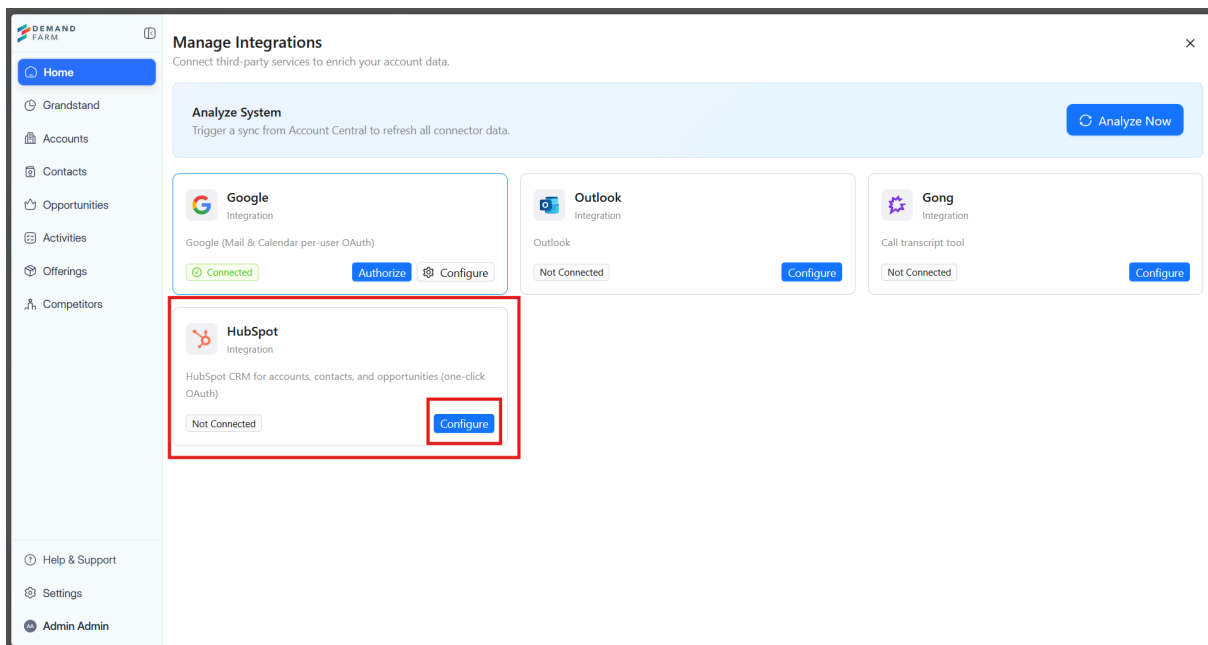 DEMAND
FARM
Home
Grandstand
Accounts
Contacts
Opportunities
Activities
Offerings
Competitors
Help & Support
Settings
AA
Admin Admin
Manage Integrations
Connect third-party services to enrich your account data.
Analyze System
Trigger a sync from Account Central to refresh all connector data.
Analyze Now
Google
Integration
Google (Mail & Calendar per-user OAuth)
Connected
Authorize
Configure
Outlook
Integration
Outlook
Not Connected
Configure
Gong
Integration
Call transcript tool
Not Connected
Configure
HubSpot
Integration
HubSpot CRM for accounts, contacts, and opportunities (one-click
OAuth)
Not Connected
Configure